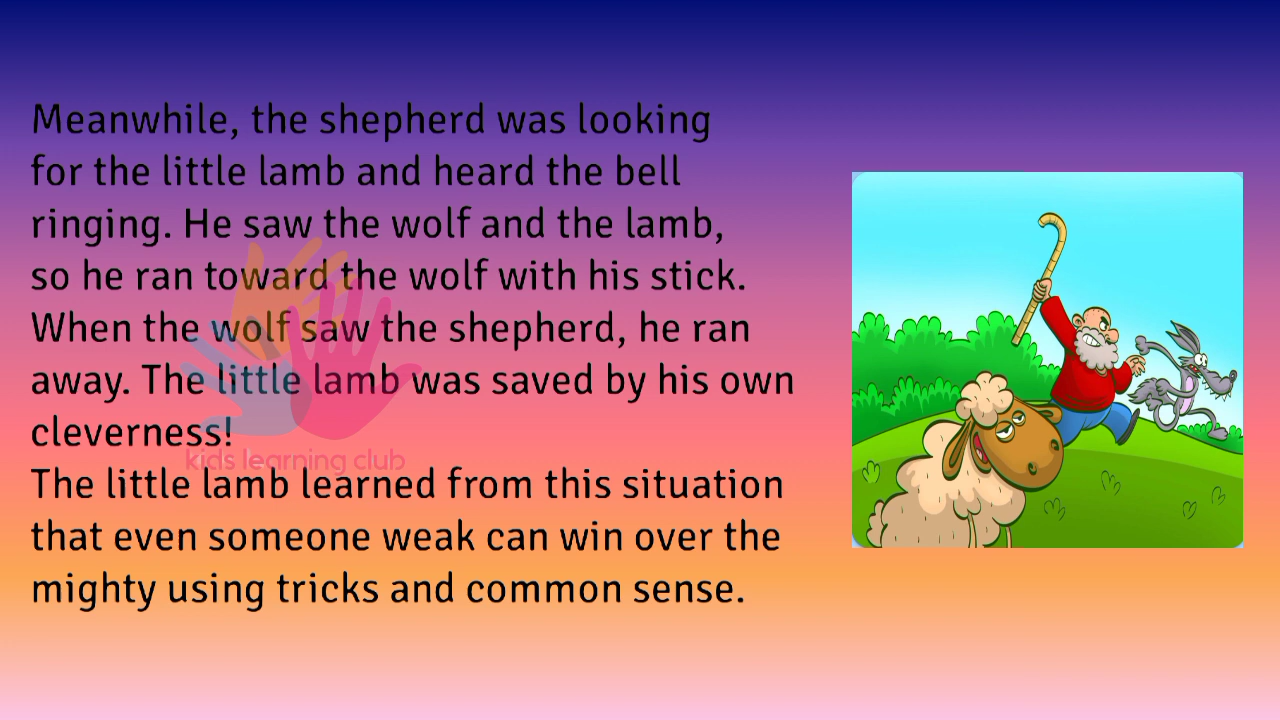 Meanwhile, the shepherd was looking
for the little lamb and heard the bell
ringing. He saw the wolf and the lamb,
so he ran toward the wolf with his stick.
When the wolf saw the shepherd, he ran
away. The little lamb was saved by his own
cleverness!
kids learning club
The little lamb learned from this situation
that even someone weak can win over the
mighty using tricks and common sense.